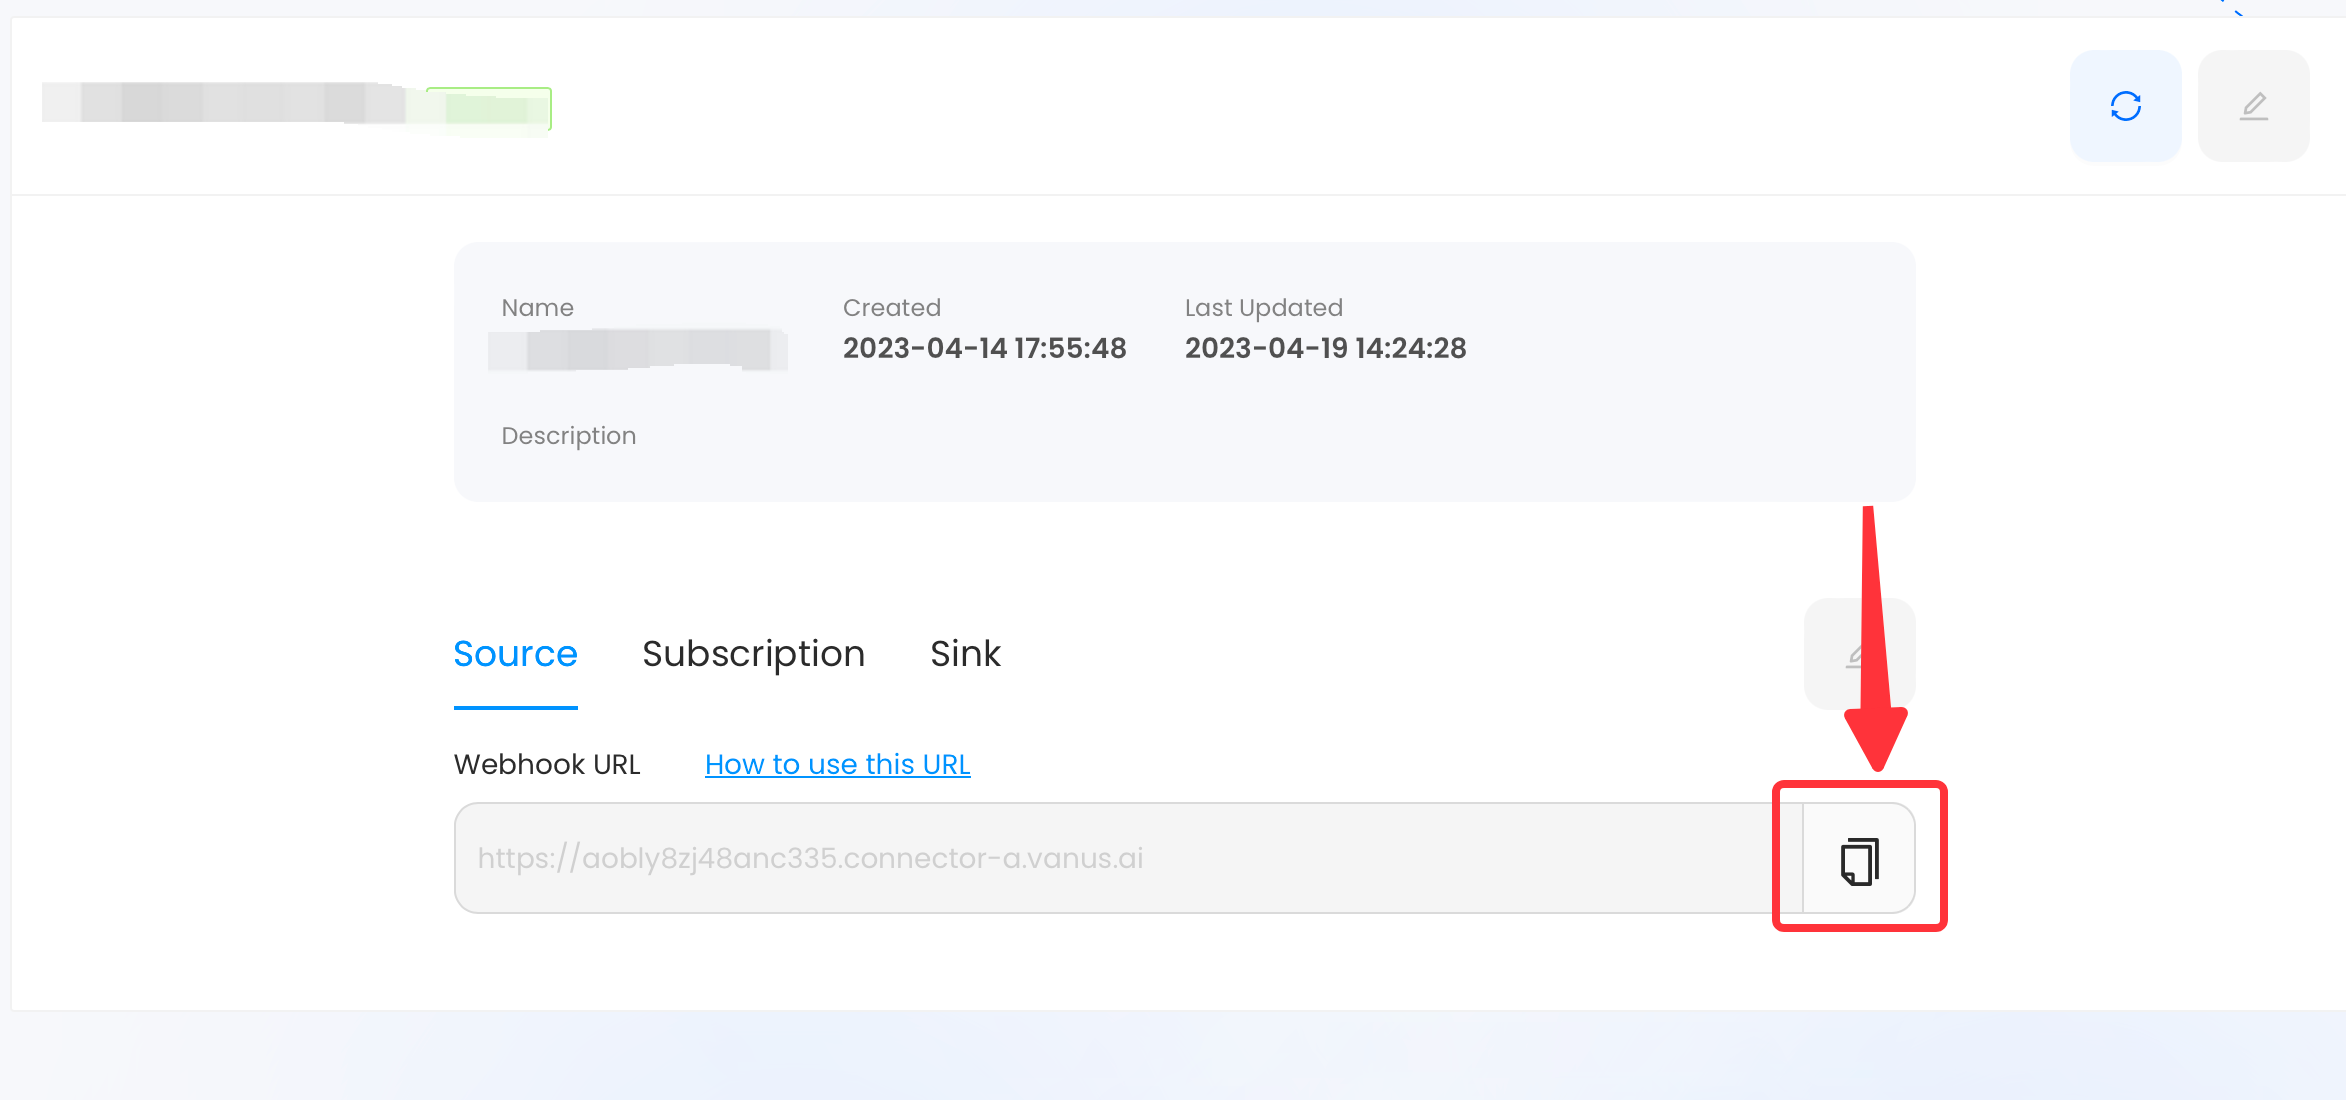 Name Created Last Updated
2023-04-14 17:55:48 2023-04-19 14:24:28
Description
Source Subscription Sink
Webhook URL How to use this URL
https://aobly8zj48anc335.connector-a.vanus.ai